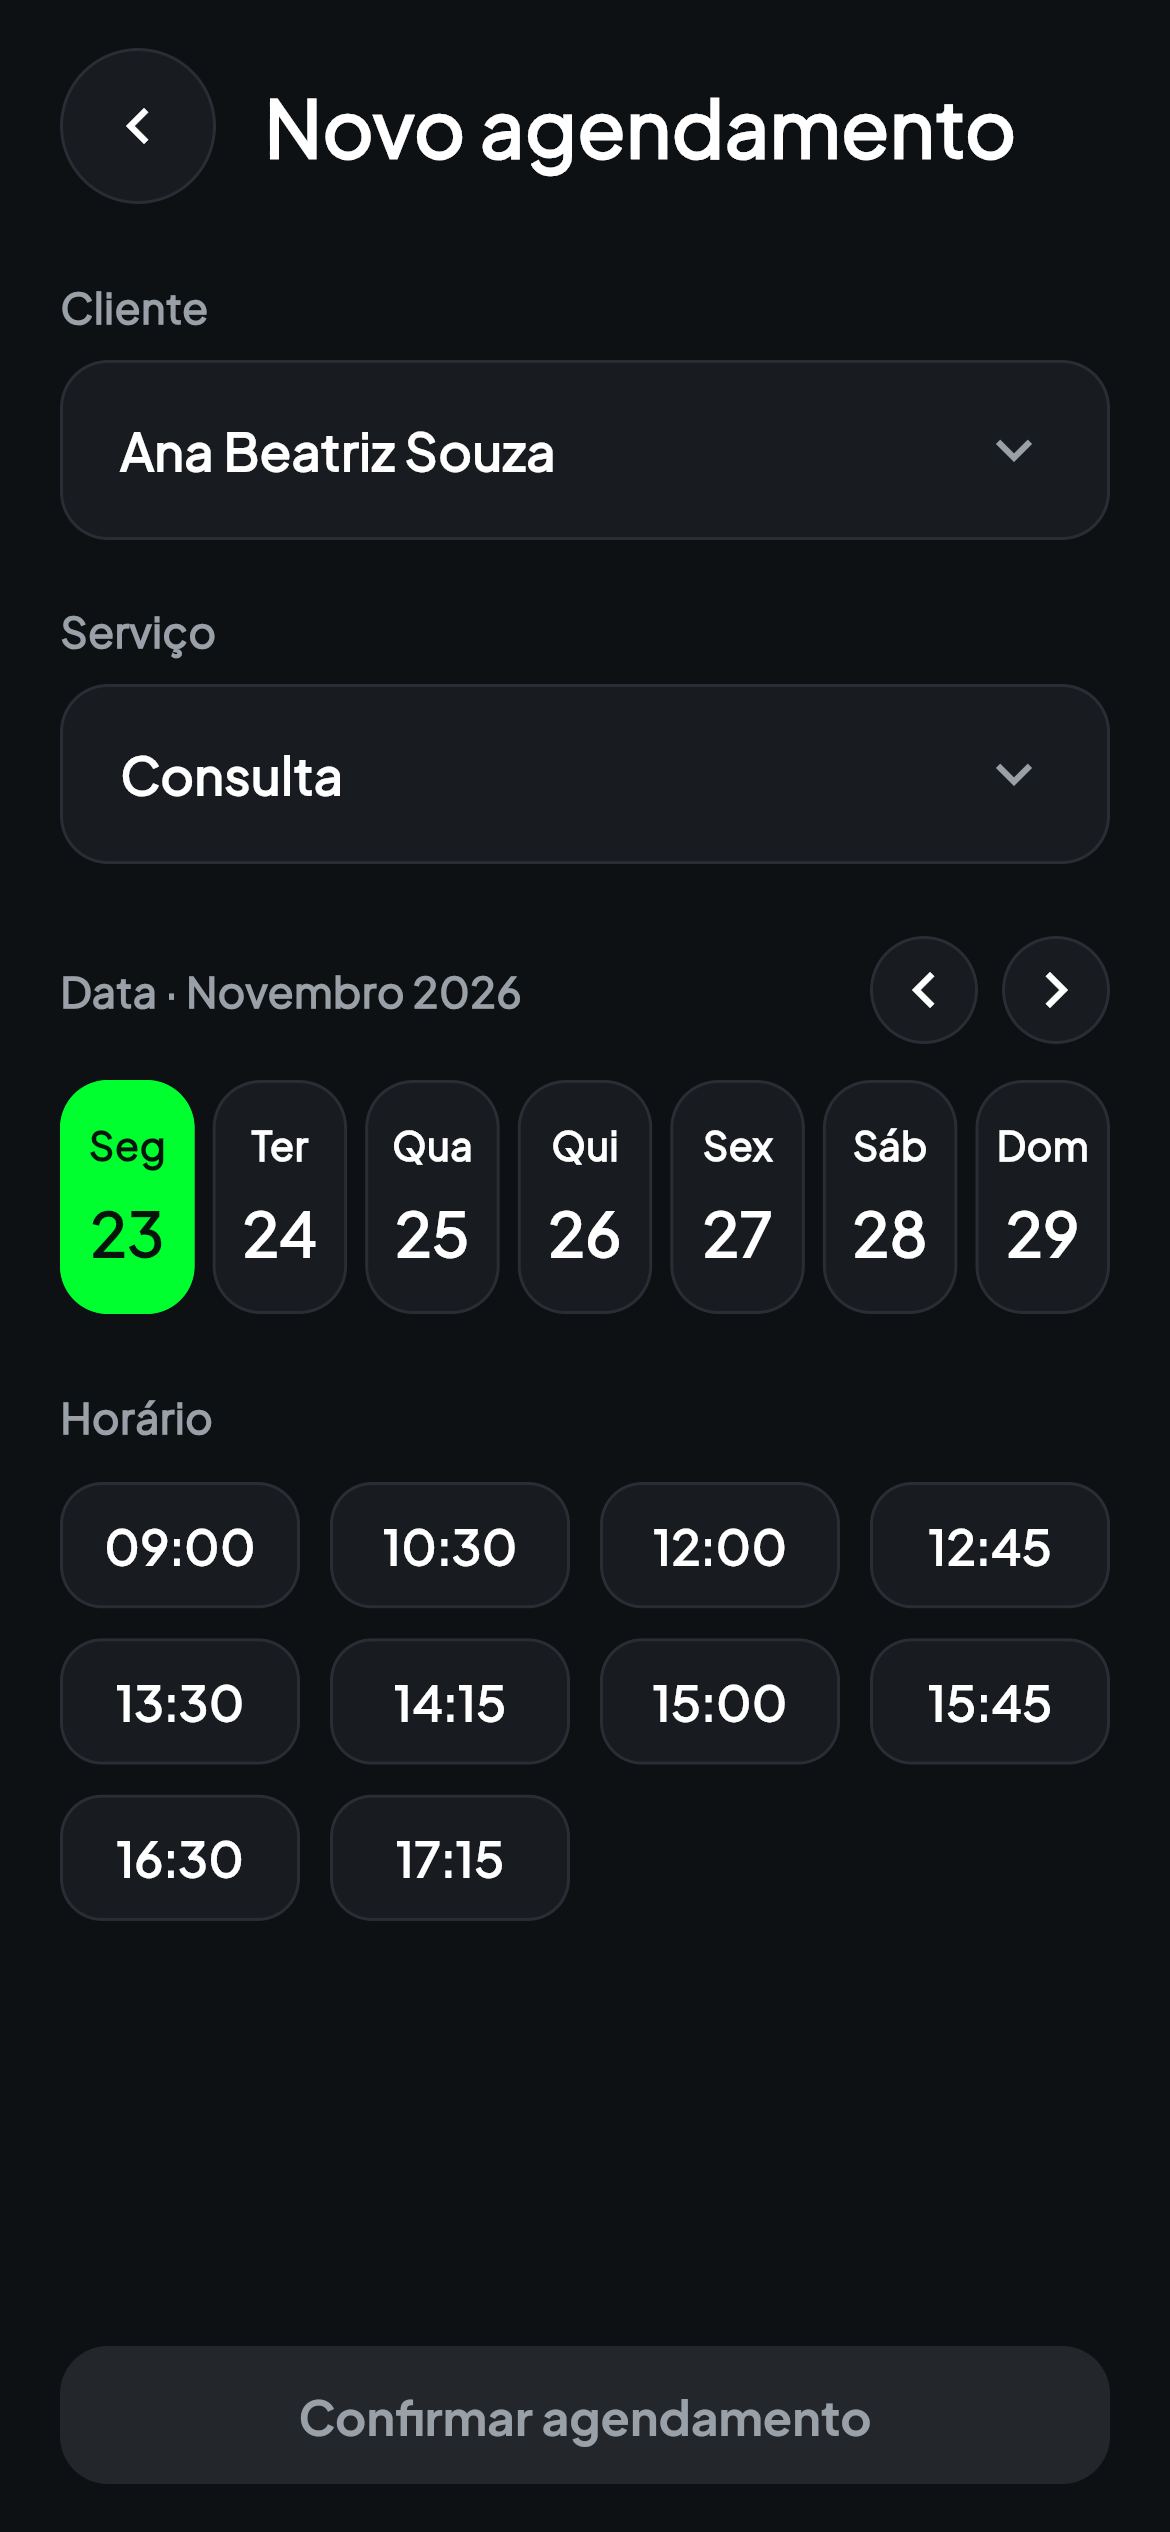 Novo agendamento
Cliente
Ana Beatriz Souza
Serviço
Consulta
Data · Novembro 2026
Seg Ter Qua Qui Sex Sáb Dom
23 24 25 26 27 28 29
Horário
09:00 10:30 12:00 12:45
13:30 14:15 15:00 15:45
16:30 17:15
Confirmar agendamento